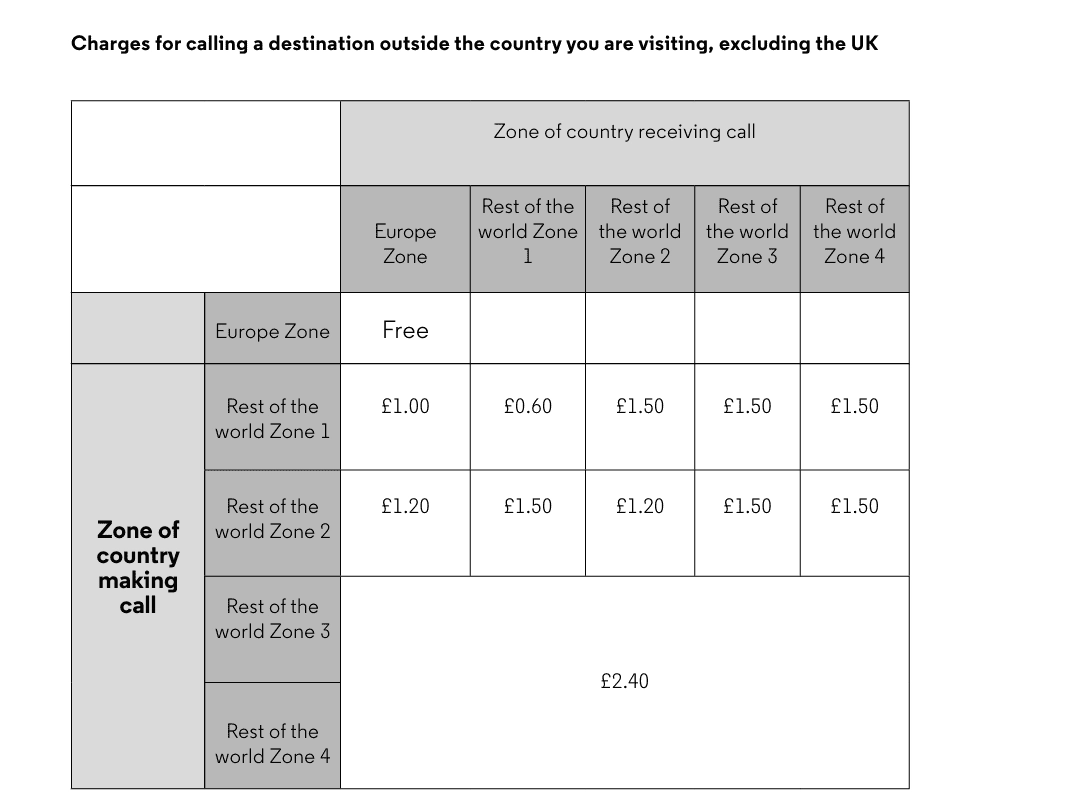 Charges for calling a destination outside the country you are visiting, excluding the UK
Zone of country receiving call
Europe
Zone
Rest of the
world Zone
1
Rest of
the world
Zone 2
Rest of
the world
Zone 3
Rest of
the world
Zone 4
Europe Zone
Free
Zone of
country
making
call
Rest of the
world Zone 1
£1.00
£0.60
£1.50
£1.50
£1.50
Rest of the
world Zone 2
£1.20
£1.50
£1.20
£1.50
£1.50
Rest of the
world Zone 3
£2.40
Rest of the
world Zone 4